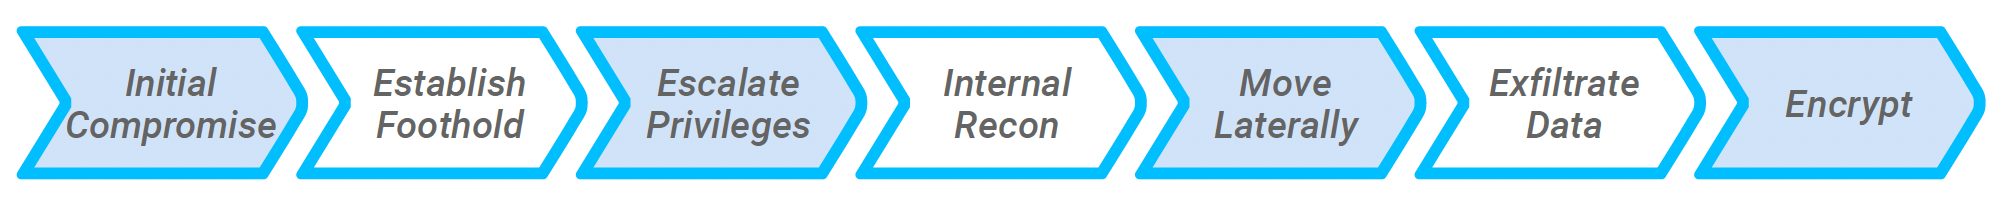 Initial
Compromise
Establish
Foothold
Escalate
Privileges
Internal
Recon
Move
Laterally
Exfiltrate
Data
Encrypt